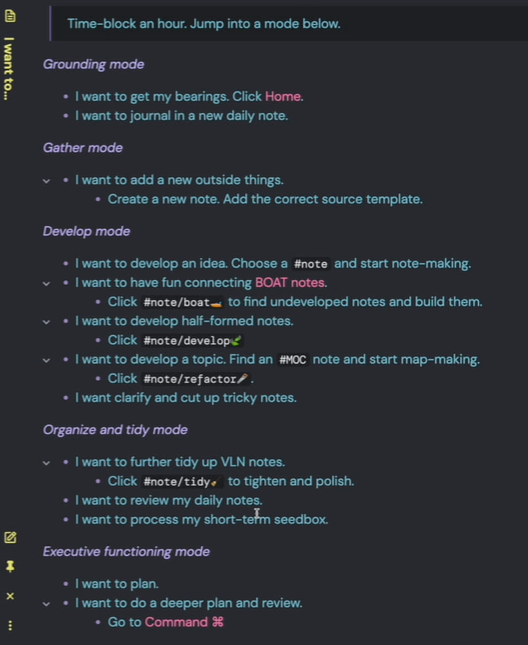 I want to...
Time-block an hour. Jump into a mode below.
Grounding mode
I want to get my bearings. Click Home.
I want to journal in a new daily note.
Gather mode
I want to add a new outside things.
Create a new note. Add the correct source template.
Develop mode
I want to develop an idea. Choose a #note and start note-making.
I want to have fun connecting BOAT notes.
Click #note/boat🚤 to find undeveloped notes and build them.
I want to develop half-formed notes.
Click #note/develop🌿
I want to develop a topic. Find an #MOC note and start map-making.
Click #note/refactor🥢.
I want clarify and cut up tricky notes.
Organize and tidy mode
I want to further tidy up VLN notes.
Click #note/tidy🧹 to tighten and polish.
I want to review my daily notes.
I want to process my short-term seedbox.
Executive functioning mode
I want to plan.
I want to do a deeper plan and review.
Go to Command ⌘